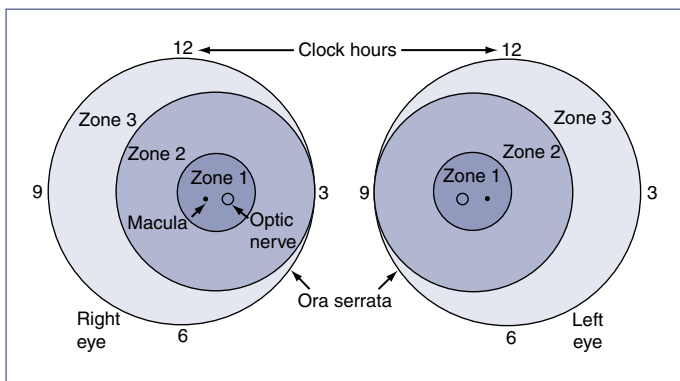 12
Clock hours
12
Zone 3
Zone 3
Zone 2
Zone 2
Zone 1
Zone 1
9
3
9
3
Macula
Optic
nerve
Ora serrata
Right
eye
Left
eye
6
6